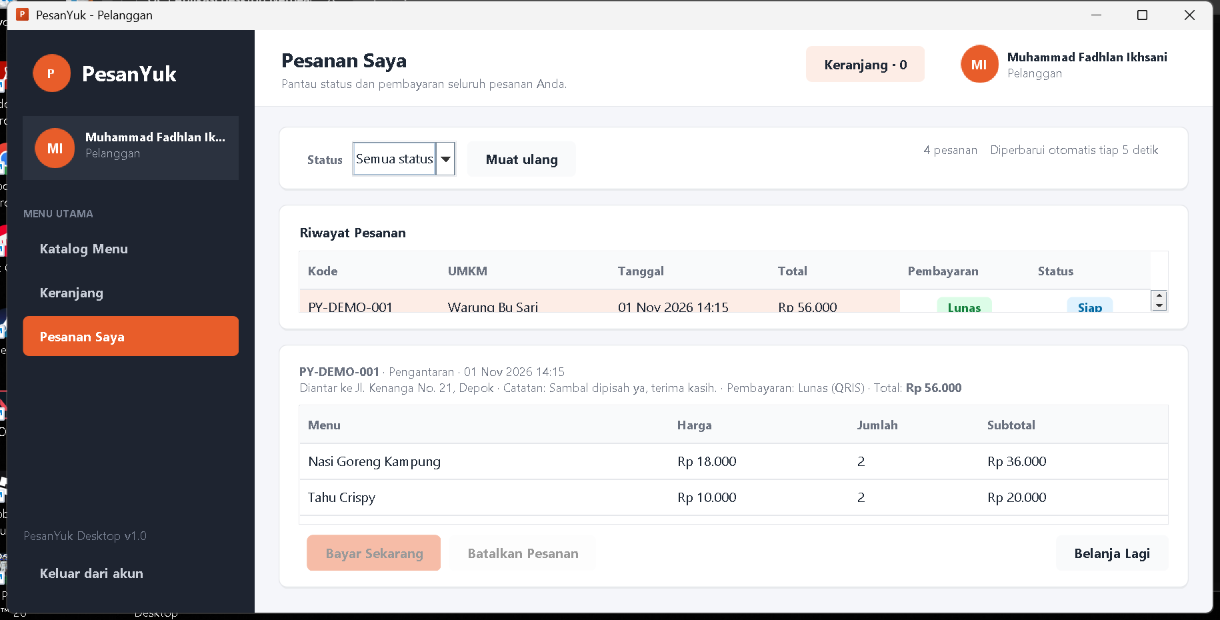 PesanYuk - Pelanggan
P PesanYuk
MI Muhammad Fadhlan Ik...
Pelanggan
MENU UTAMA
Katalog Menu
Keranjang
Pesanan Saya
PesanYuk Desktop v1.0
Keluar dari akun
Pesanan Saya
Pantau status dan pembayaran seluruh pesanan Anda.
Keranjang · 0
MI Muhammad Fadhlan Ikhsani
Pelanggan
Status Semua status Muat ulang 4 pesanan Diperbarui otomatis tiap 5 detik
Riwayat Pesanan
Kode UMKM Tanggal Total Pembayaran Status
PY-DEMO-001 Warung Bu Sari 01 Nov 2026 14:15 Rp 56.000 Lunas Siap
PY-DEMO-001 · Pengantaran · 01 Nov 2026 14:15
Diantar ke Jl. Kenanga No. 21, Depok · Catatan: Sambal dipisah ya, terima kasih. · Pembayaran: Lunas (QRIS) · Total: Rp 56.000
Menu Harga Jumlah Subtotal
Nasi Goreng Kampung Rp 18.000 2 Rp 36.000
Tahu Crispy Rp 10.000 2 Rp 20.000
Bayar Sekarang Batalkan Pesanan Belanja Lagi